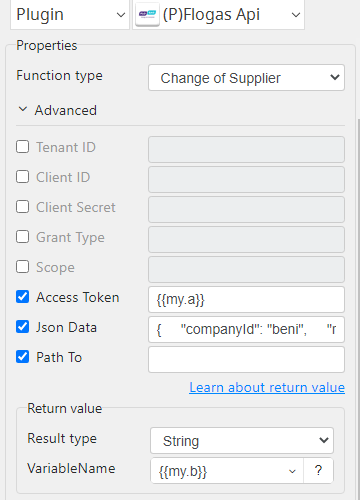 Plugin (P)Flogas Api
Properties
Function type Change of Supplier
Advanced
Tenant ID
Client ID
Client Secret
Grant Type
Scope
Access Token {{my.a}}
Json Data { "companyId": "beni", "r
Path To
Learn about return value
Return value
Result type String
VariableName {{my.b}} ?